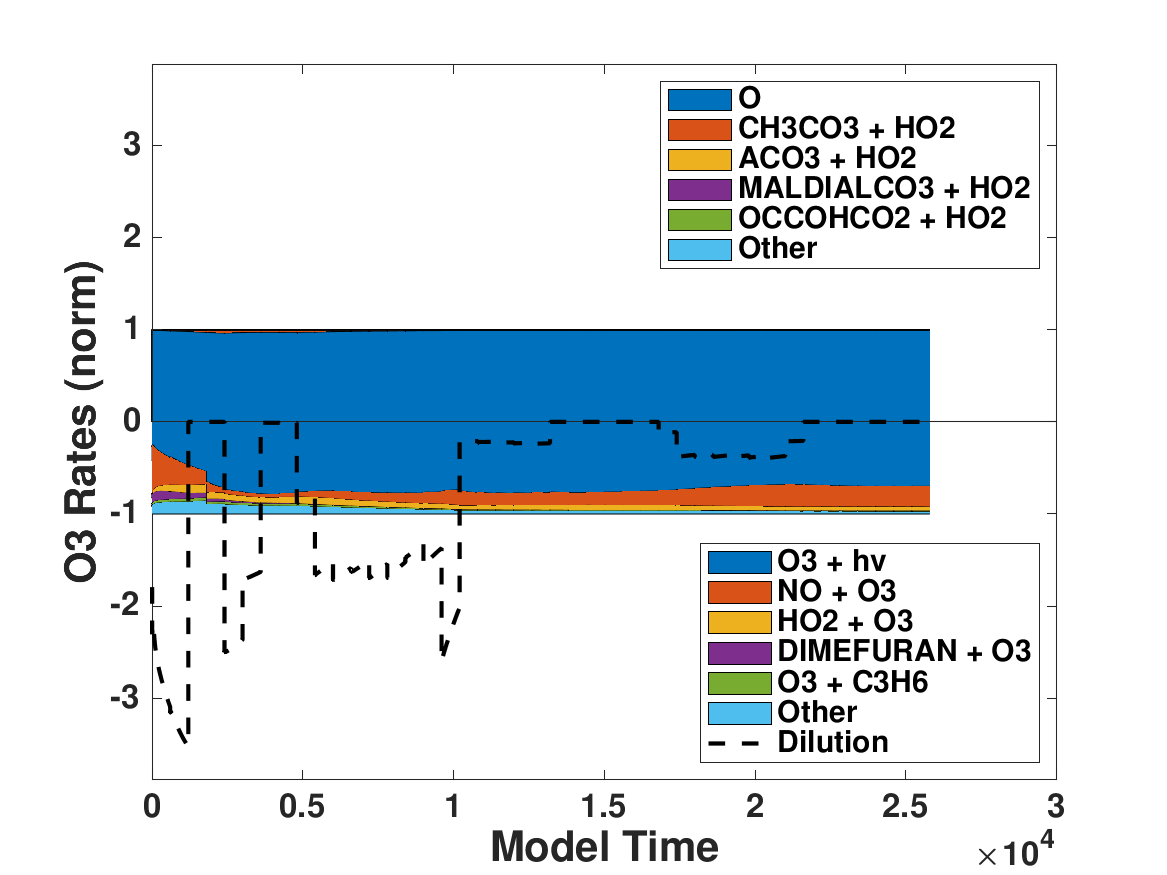 O
CH3CO3 + HO2
ACO3 + HO2
MALDIALCO3 + HO2
OCCOHCO2 + HO2
Other
3
2
1
0
-1
-2
-3
O3 Rates (norm)
O3 + hv
NO + O3
HO2 + O3
DIMEFURAN + O3
O3 + C3H6
Other
Dilution
0 0.5 1 1.5 2 2.5 3
Model Time
×10^4